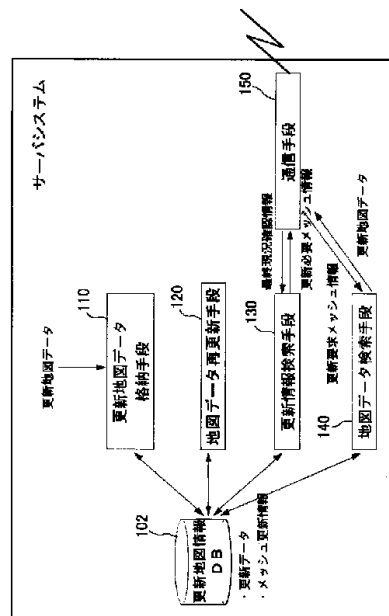 サーバシステム
更新地図データ
110
更新地図データ
格納手段
120
地図データ再更新手段
102
更新地図情報
DB
・更新データ
・メッシュ更新情報
130
更新情報検索手段
最終現況確認情報
更新必要メッシュ情報
150
通信手段
更新要求メッシュ情報
更新地図データ
140
地図データ検索手段